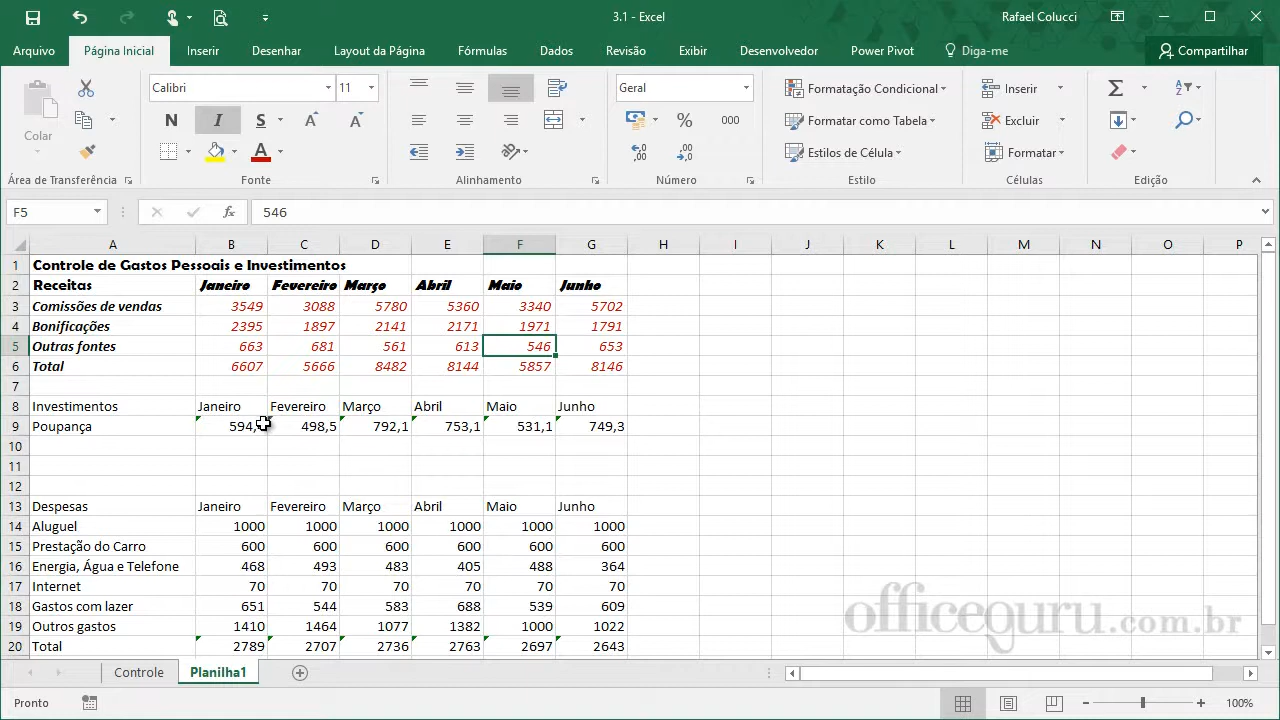 3.1 - Excel
Rafael Colucci
Arquivo Página Inicial Inserir Desenhar Layout da Página Fórmulas Dados Revisão Exibir Desenvolvedor Power Pivot Diga-me Compartilhar
Colar
Calibri 11
N I S A A
A
Geral
% 000
,00 ,00
Formatação Condicional
Formatar como Tabela
Estilos de Célula
Inserir
Excluir
Formatar
Σ
Área de Transferência Fonte Alinhamento Número Estilo Células Edição
F5 fx 546
A B C D E F G H I J K L M N O P
1 Controle de Gastos Pessoais e Investimentos
2 Receitas Janeiro Fevereiro Março Abril Maio Junho
3 Comissões de vendas 3549 3088 5780 5360 3340 5702
4 Bonificações 2395 1897 2141 2171 1971 1791
5 Outras fontes 663 681 561 613 546 653
6 Total 6607 5666 8482 8144 5857 8146
7
8 Investimentos Janeiro Fevereiro Março Abril Maio Junho
9 Poupança 594, 498,5 792,1 753,1 531,1 749,3
10
11
12
13 Despesas Janeiro Fevereiro Março Abril Maio Junho
14 Aluguel 1000 1000 1000 1000 1000 1000
15 Prestação do Carro 600 600 600 600 600 600
16 Energia, Água e Telefone 468 493 483 405 488 364
17 Internet 70 70 70 70 70 70
18 Gastos com lazer 651 544 583 688 539 609
19 Outros gastos 1410 1464 1077 1382 1000 1022
20 Total 2789 2707 2736 2763 2697 2643
officeguru.com.br
Controle Planilha1
Pronto 100%